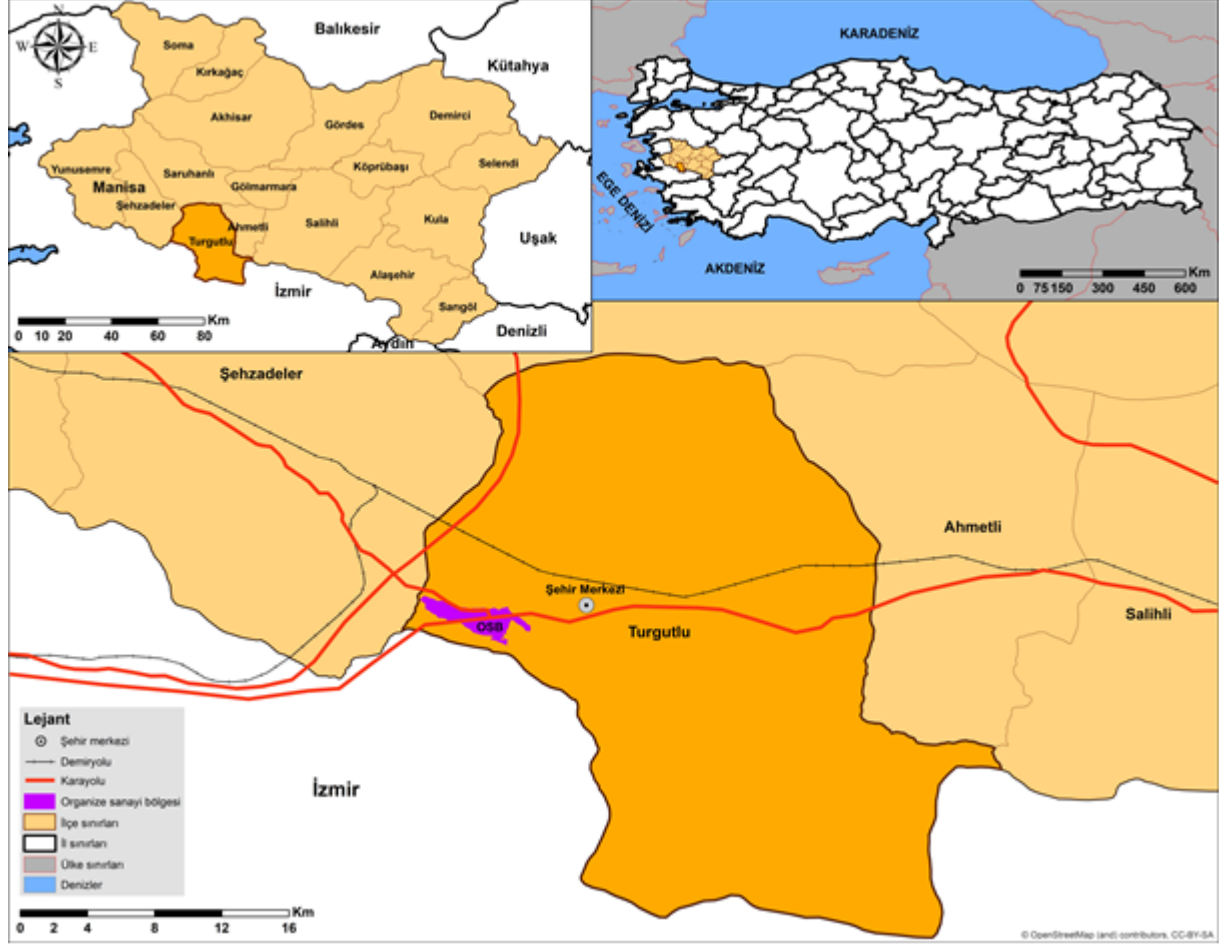 N
W
E
S
Balıkesir
Kütahya
Soma
Kırkağaç
Akhisar
Gördes
Demirci
Yunusemre
Manisa
Saruhanlı
Gölmarmara
Köprübaşı
Selendi
Şehzadeler
Ahmetli
Salihli
Kula
Turgutlu
Uşak
Alaşehir
İzmir
Sarıgöl
Denizli
Aydın
Km
0 10 20 40 60 80
KARADENİZ
EGE DENİZİ
AKDENİZ
Km
0 75 150 300 450 600
Şehzadeler
Ahmetli
Şehir Merkezi
OSB
Turgutlu
Salihli
İzmir
Lejant
Şehir merkezi
Demiryolu
Karayolu
Organize sanayi bölgesi
İlçe sınırları
İl sınırları
Ülke sınırları
Denizler
Km
0 2 4 8 12 16
© OpenStreetMap (and) contributors, CC-BY-SA